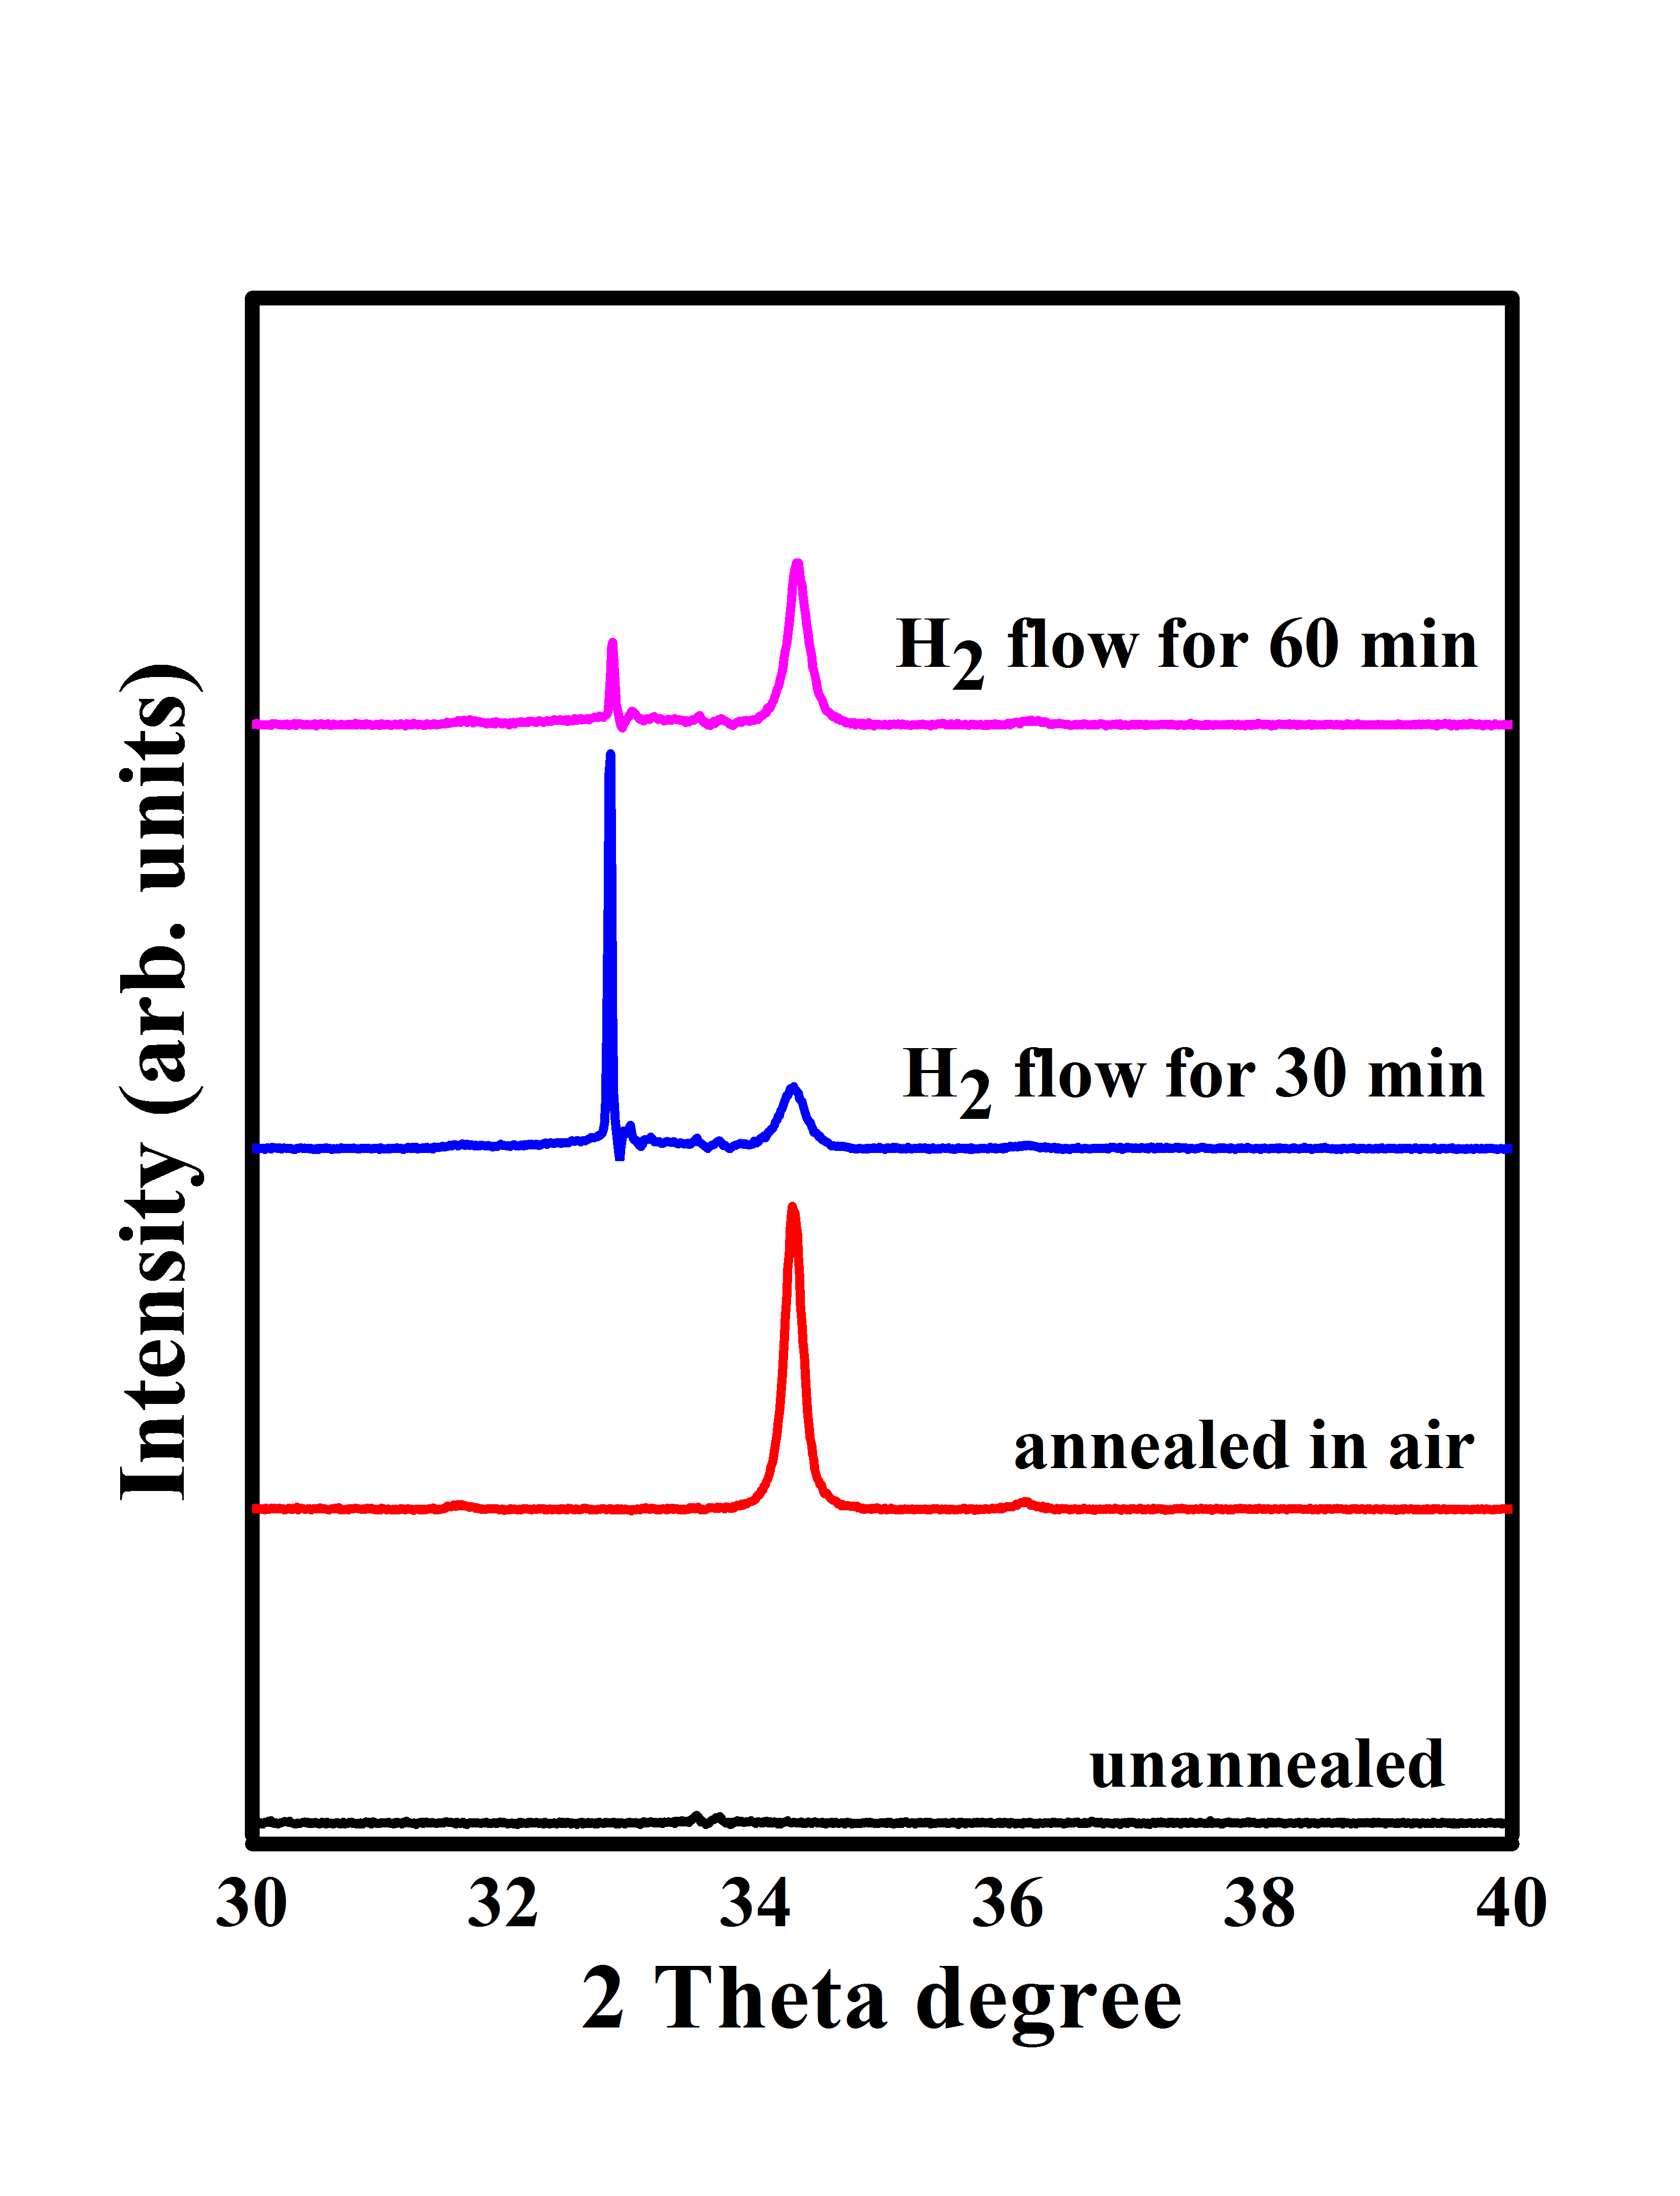 Intensity (arb. units)
H2 flow for 60 min
H2 flow for 30 min
annealed in air
unannealed
30 32 34 36 38 40
2 Theta degree